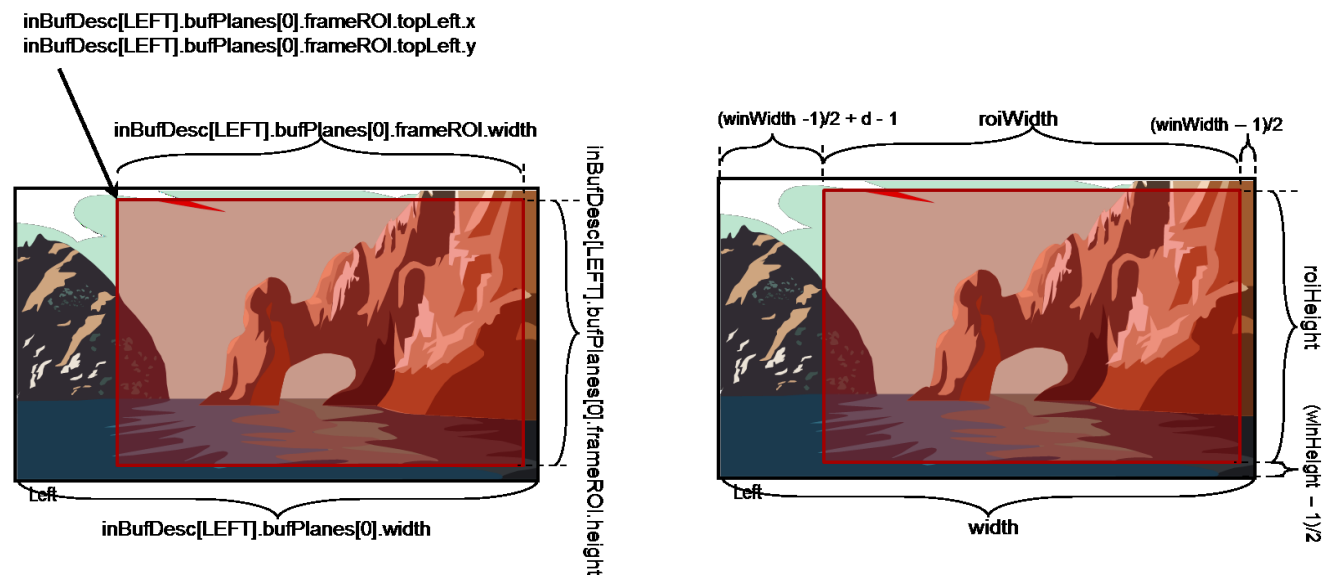 inBufDesc[LEFT].bufPlanes[0].frameROI.topLeft.x
inBufDesc[LEFT].bufPlanes[0].frameROI.topLeft.y
inBufDesc[LEFT].bufPlanes[0].frameROI.width
inBufDesc[LEFT].bufPlanes[0].frameROI.height
Left
inBufDesc[LEFT].bufPlanes[0].width
(winWidth -1)/2 + d - 1
roiWidth
(winWidth – 1)/2
roiHeight
(winHeight – 1)/2
Left
width